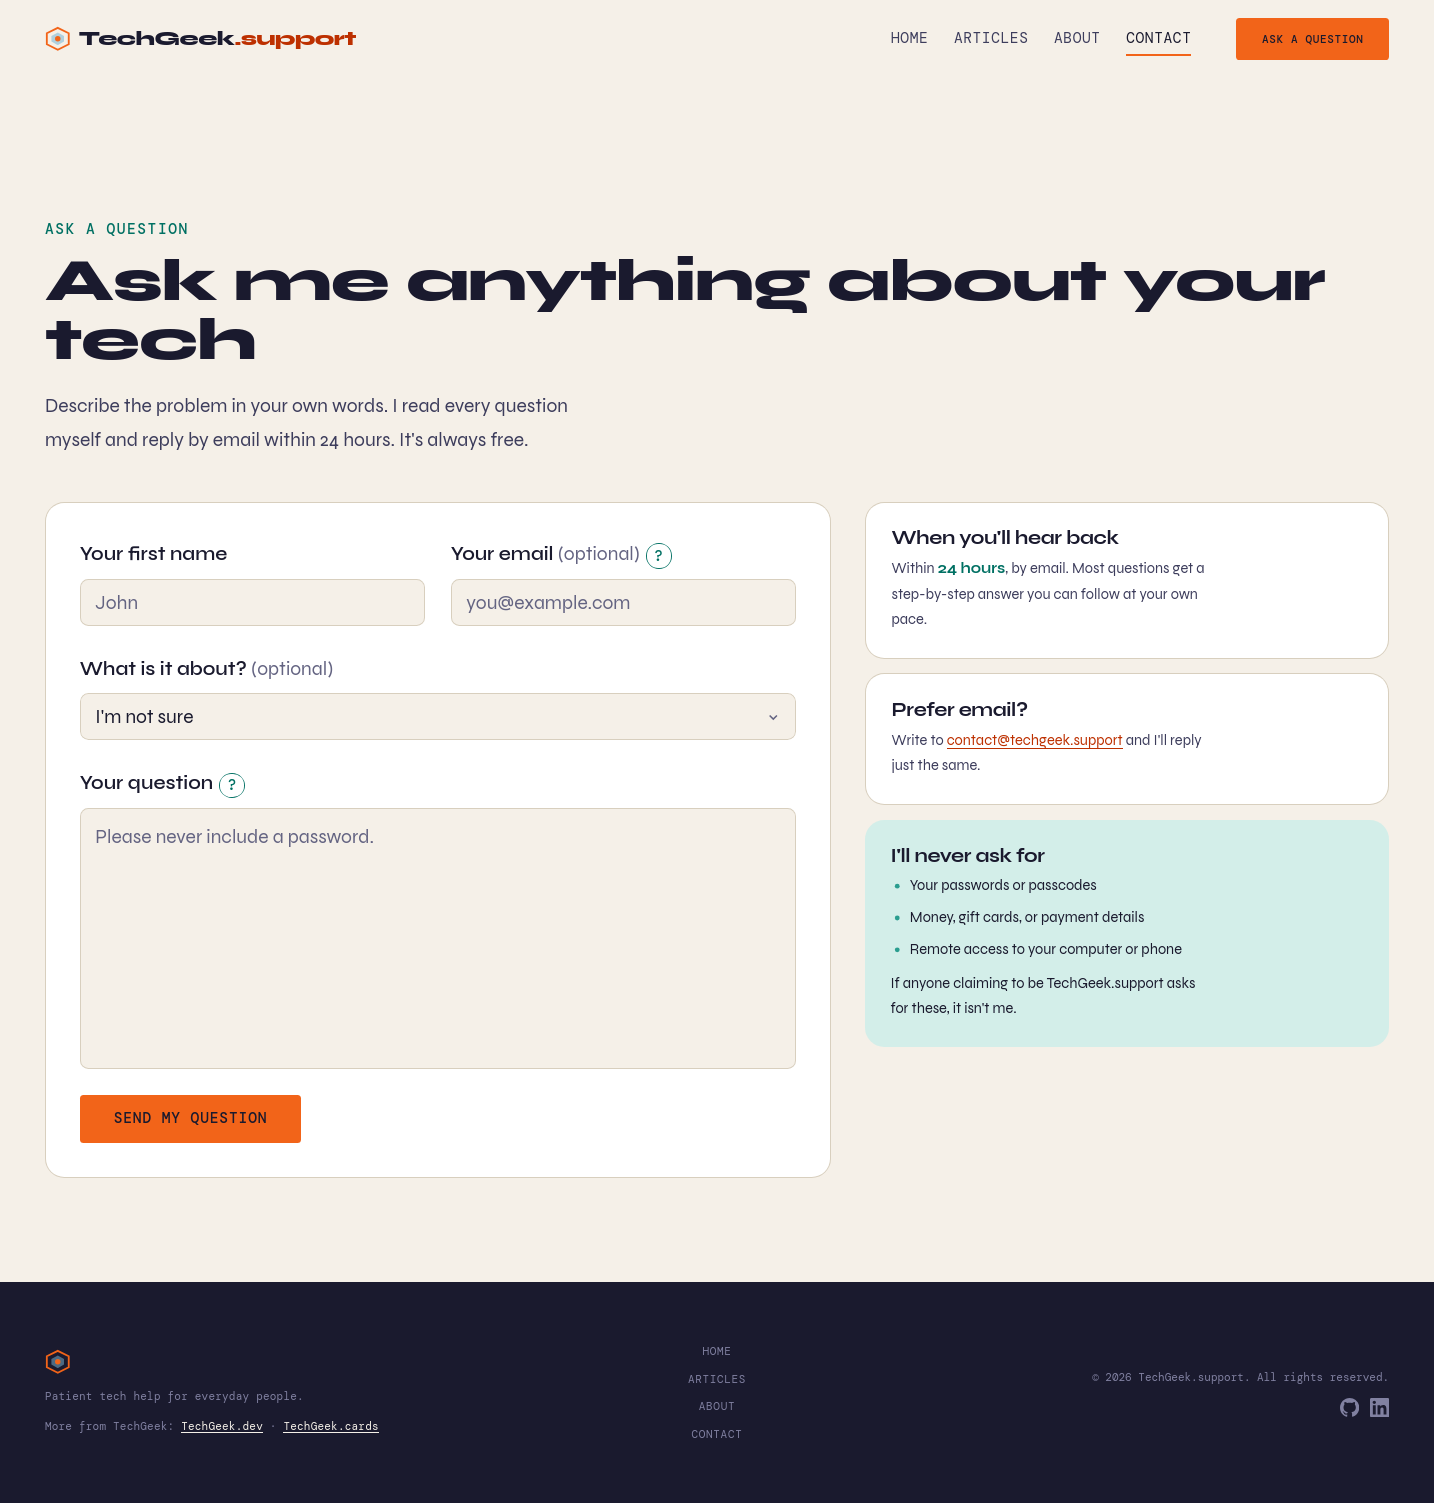 TechGeek.support
HOME ARTICLES ABOUT CONTACT ASK A QUESTION
ASK A QUESTION
Ask me anything about your
tech
Describe the problem in your own words. I read every question
myself and reply by email within 24 hours. It's always free.
Your first name
John
Your email (optional) ?
you@example.com
What is it about? (optional)
I'm not sure
Your question ?
Please never include a password.
SEND MY QUESTION
When you'll hear back
Within 24 hours, by email. Most questions get a
step-by-step answer you can follow at your own
pace.
Prefer email?
Write to contact@techgeek.support and I'll reply
just the same.
I'll never ask for
• Your passwords or passcodes
• Money, gift cards, or payment details
• Remote access to your computer or phone
If anyone claiming to be TechGeek.support asks
for these, it isn't me.
Patient tech help for everyday people.
More from TechGeek: TechGeek.dev · TechGeek.cards
HOME
ARTICLES
ABOUT
CONTACT
© 2026 TechGeek.support. All rights reserved.
in